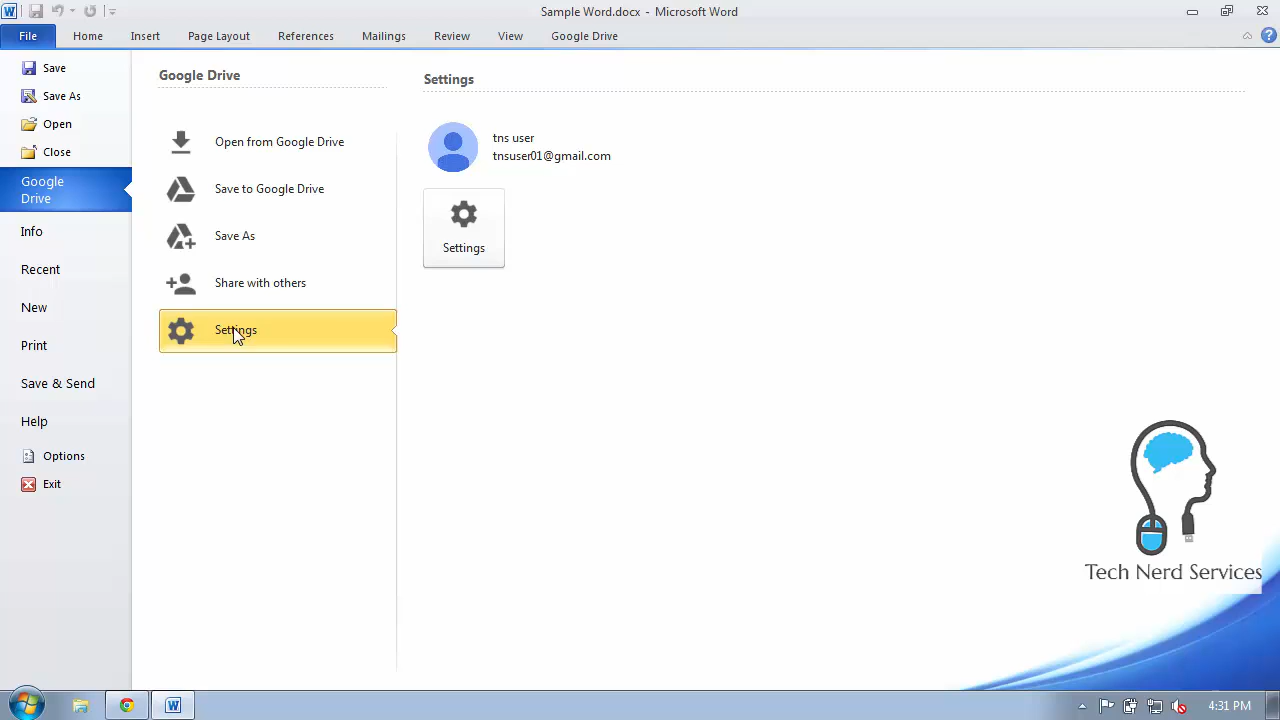 Sample Word.docx - Microsoft Word
File Home Insert Page Layout References Mailings Review View Google Drive
Save
Save As
Open
Close
Google
Drive
Info
Recent
New
Print
Save & Send
Help
Options
Exit
Google Drive
Open from Google Drive
Save to Google Drive
Save As
Share with others
Settings
Settings
tns user
tnsuser01@gmail.com
Settings
Tech Nerd Services
4:31 PM